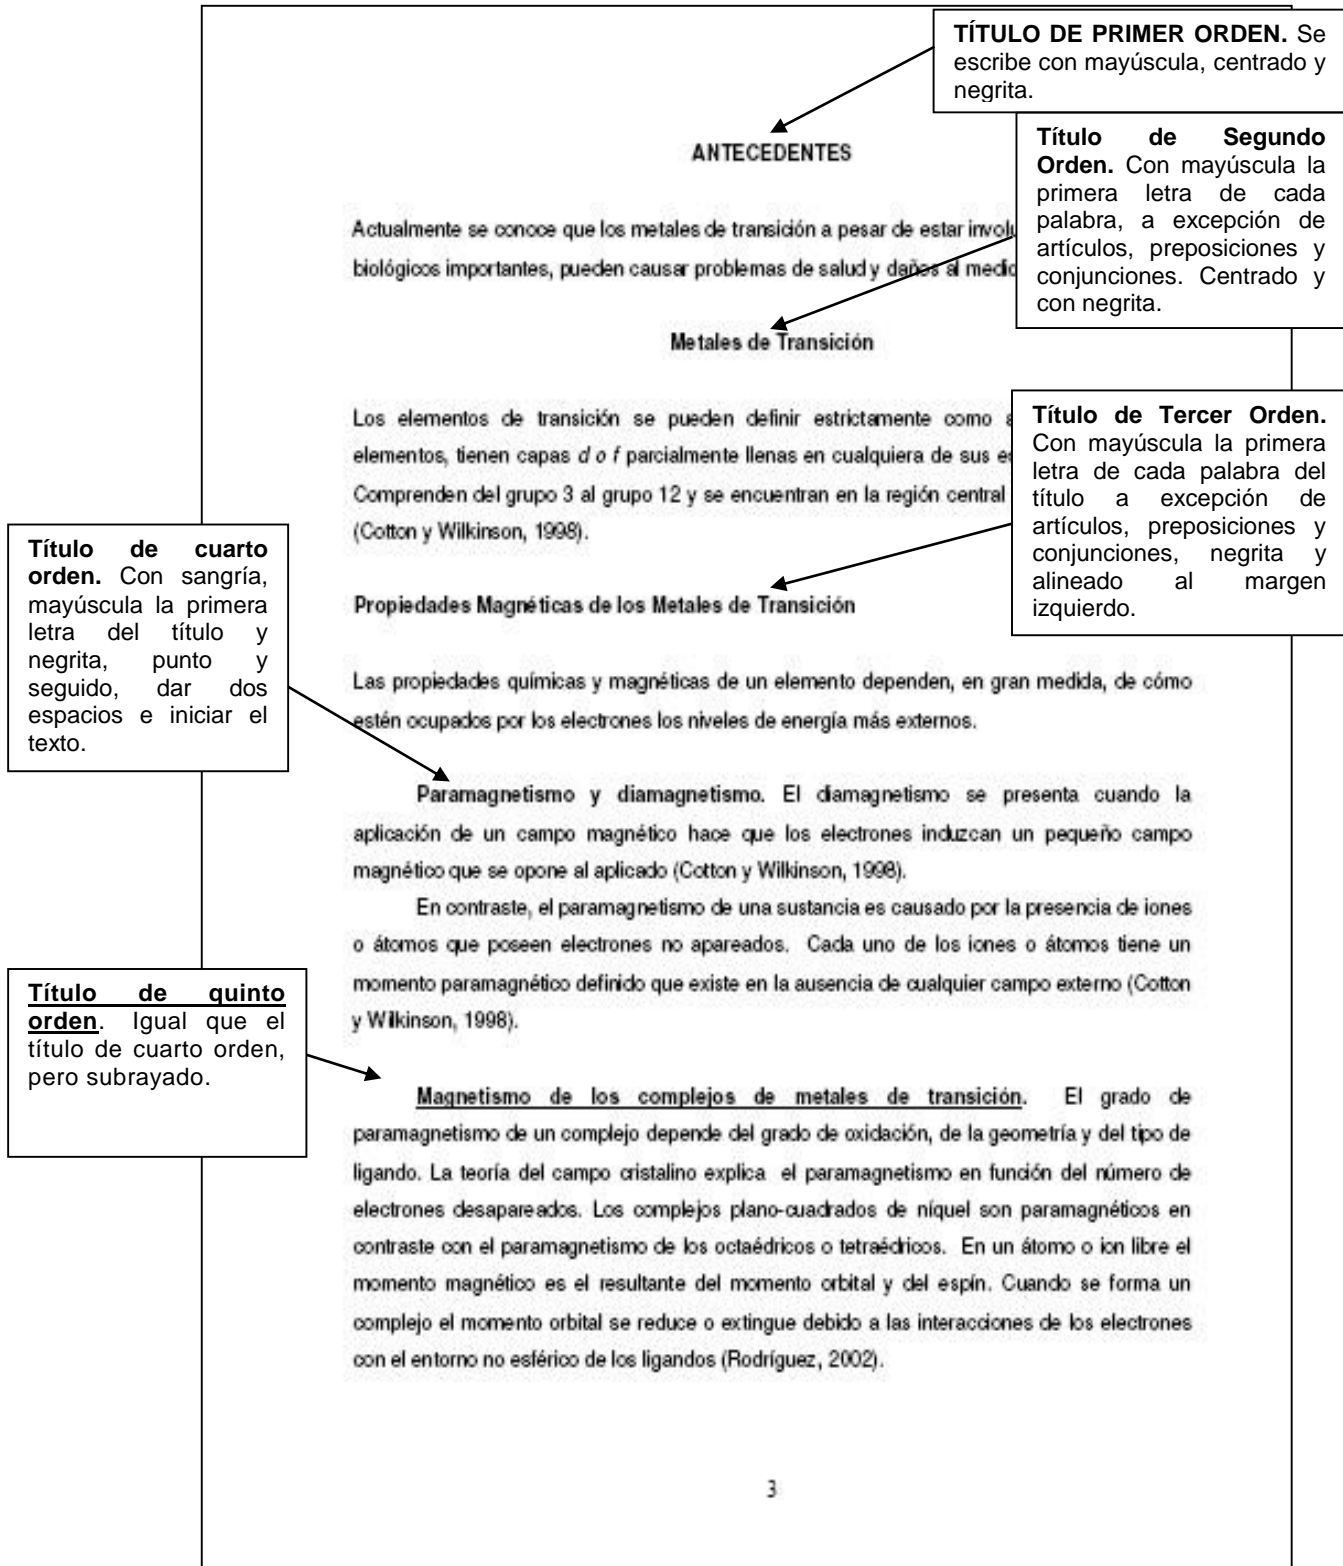 TÍTULO DE PRIMER ORDEN. Se
escribe con mayúscula, centrado y
negrita.
ANTECEDENTES
Título de Segundo
Orden. Con mayúscula la
primera letra de cada
palabra, a excepción de
artículos, preposiciones y
conjunciones. Centrado y
con negrita.
Actualmente se conoce que los metales de transición a pesar de estar
biológicos importantes, pueden causar problemas de salud y daños al
Metales de Transición
Los elementos de transición se pueden definir estrictamente como
elementos, tienen capas d o f parcialmente llenas en cualquiera de sus
Comprenden del grupo 3 al grupo 12 y se encuentran en la región central
(Cotton y Wilkinson, 1998).
Título de Tercer Orden.
Con mayúscula la primera
letra de cada palabra del
título a excepción de
artículos, preposiciones y
conjunciones, negrita y
alineado al margen
izquierdo.
Propiedades Magnéticas de los Metales de Transición
Título de cuarto
orden. Con sangría,
mayúscula la primera
letra del título y
negrita, punto y
seguido, dar dos
espacios e iniciar el
texto.
Las propiedades químicas y magnéticas de un elemento dependen, en gran medida, de cómo
estén ocupados por los electrones los niveles de energía más externos.
Paramagnetismo y diamagnetismo. El diamagnetismo se presenta cuando la
aplicación de un campo magnético hace que los electrones induzcan un pequeño campo
magnético que se opone al aplicado (Cotton y Wilkinson, 1998).
En contraste, el paramagnetismo de una sustancia es causado por la presencia de iones
o átomos que poseen electrones no apareados. Cada uno de los iones o átomos tiene un
momento paramagnético definido que existe en la ausencia de cualquier campo externo (Cotton
y Wilkinson, 1998).
Título de quinto
orden. Igual que el
título de cuarto orden,
pero subrayado.
Magnetismo de los complejos de metales de transición. El grado de
paramagnetismo de un complejo depende del grado de oxidación, de la geometría y del tipo de
ligando. La teoría del campo cristalino explica el paramagnetismo en función del número de
electrones desapareados. Los complejos plano-cuadrados de níquel son paramagnéticos en
contraste con el paramagnetismo de los octaédricos o tetraédricos. En un átomo o ion libre el
momento magnético es el resultante del momento orbital y del espín. Cuando se forma un
complejo el momento orbital se reduce o extingue debido a las interacciones de los electrones
con el entorno no esférico de los ligandos (Rodríguez, 2002).
3